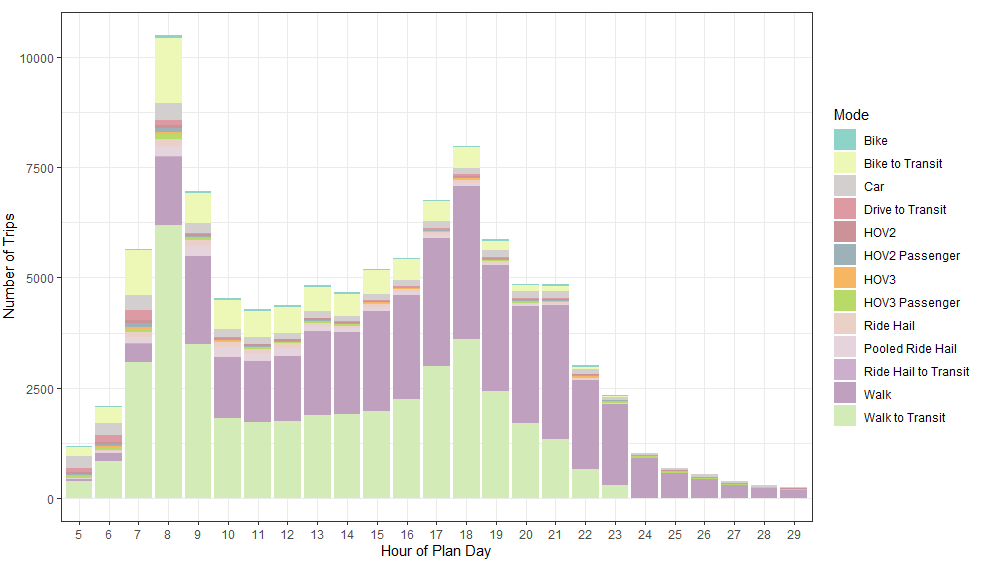 10000
7500
5000
2500
0
Number of Trips
5 6 7 8 9 10 11 12 13 14 15 16 17 18 19 20 21 22 23 24 25 26 27 28 29
Hour of Plan Day
Mode
Bike
Bike to Transit
Car
Drive to Transit
HOV2
HOV2 Passenger
HOV3
HOV3 Passenger
Ride Hail
Pooled Ride Hail
Ride Hail to Transit
Walk
Walk to Transit